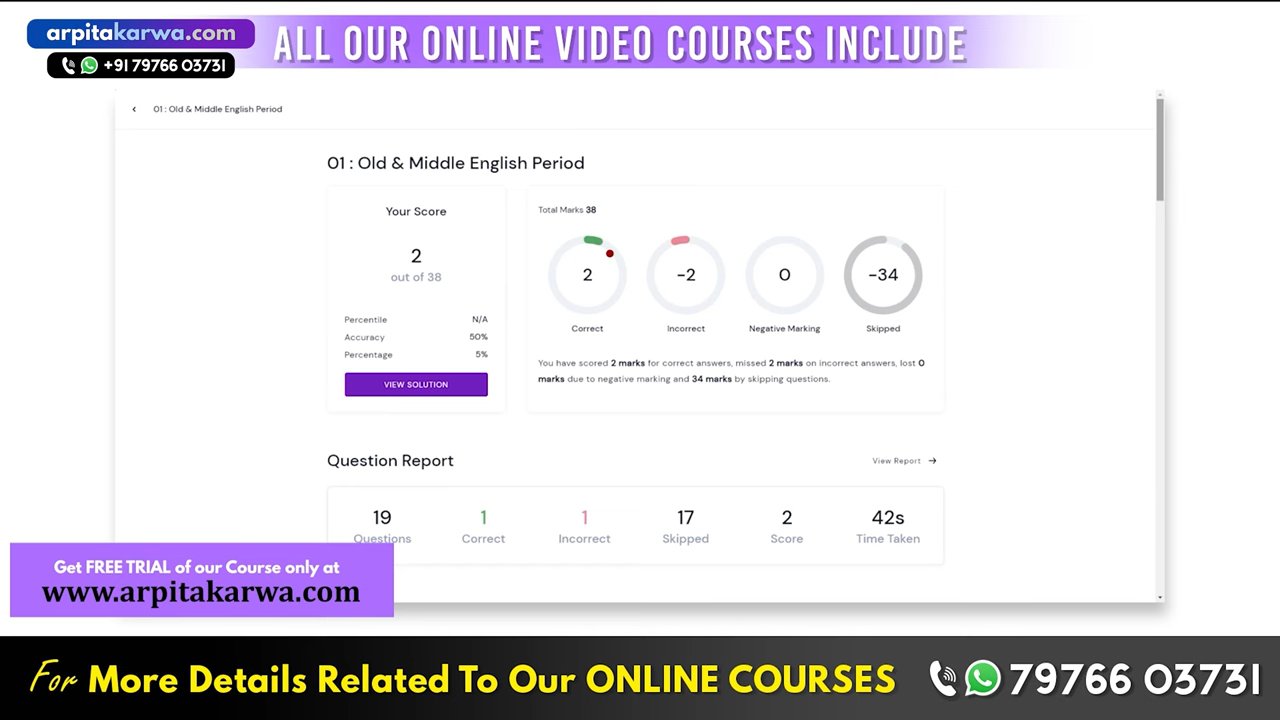 arpitakarwa.com
+91 79766 03731
ALL OUR ONLINE VIDEO COURSES INCLUDE
01 : Old & Middle English Period
01 : Old & Middle English Period
Your Score
2
out of 38
Percentile N/A
Accuracy 50%
Percentage 5%
VIEW SOLUTION
Total Marks 38
2 -2 0 -34
Correct Incorrect Negative Marking Skipped
You have scored 2 marks for correct answers, missed 2 marks on incorrect answers, lost 0
marks due to negative marking and 34 marks by skipping questions.
Question Report
View Report
19 1 1 17 2 42s
Questions Correct Incorrect Skipped Score Time Taken
Get FREE TRIAL of our Course only at
www.arpitakarwa.com
For More Details Related To Our ONLINE COURSES 79766 03731